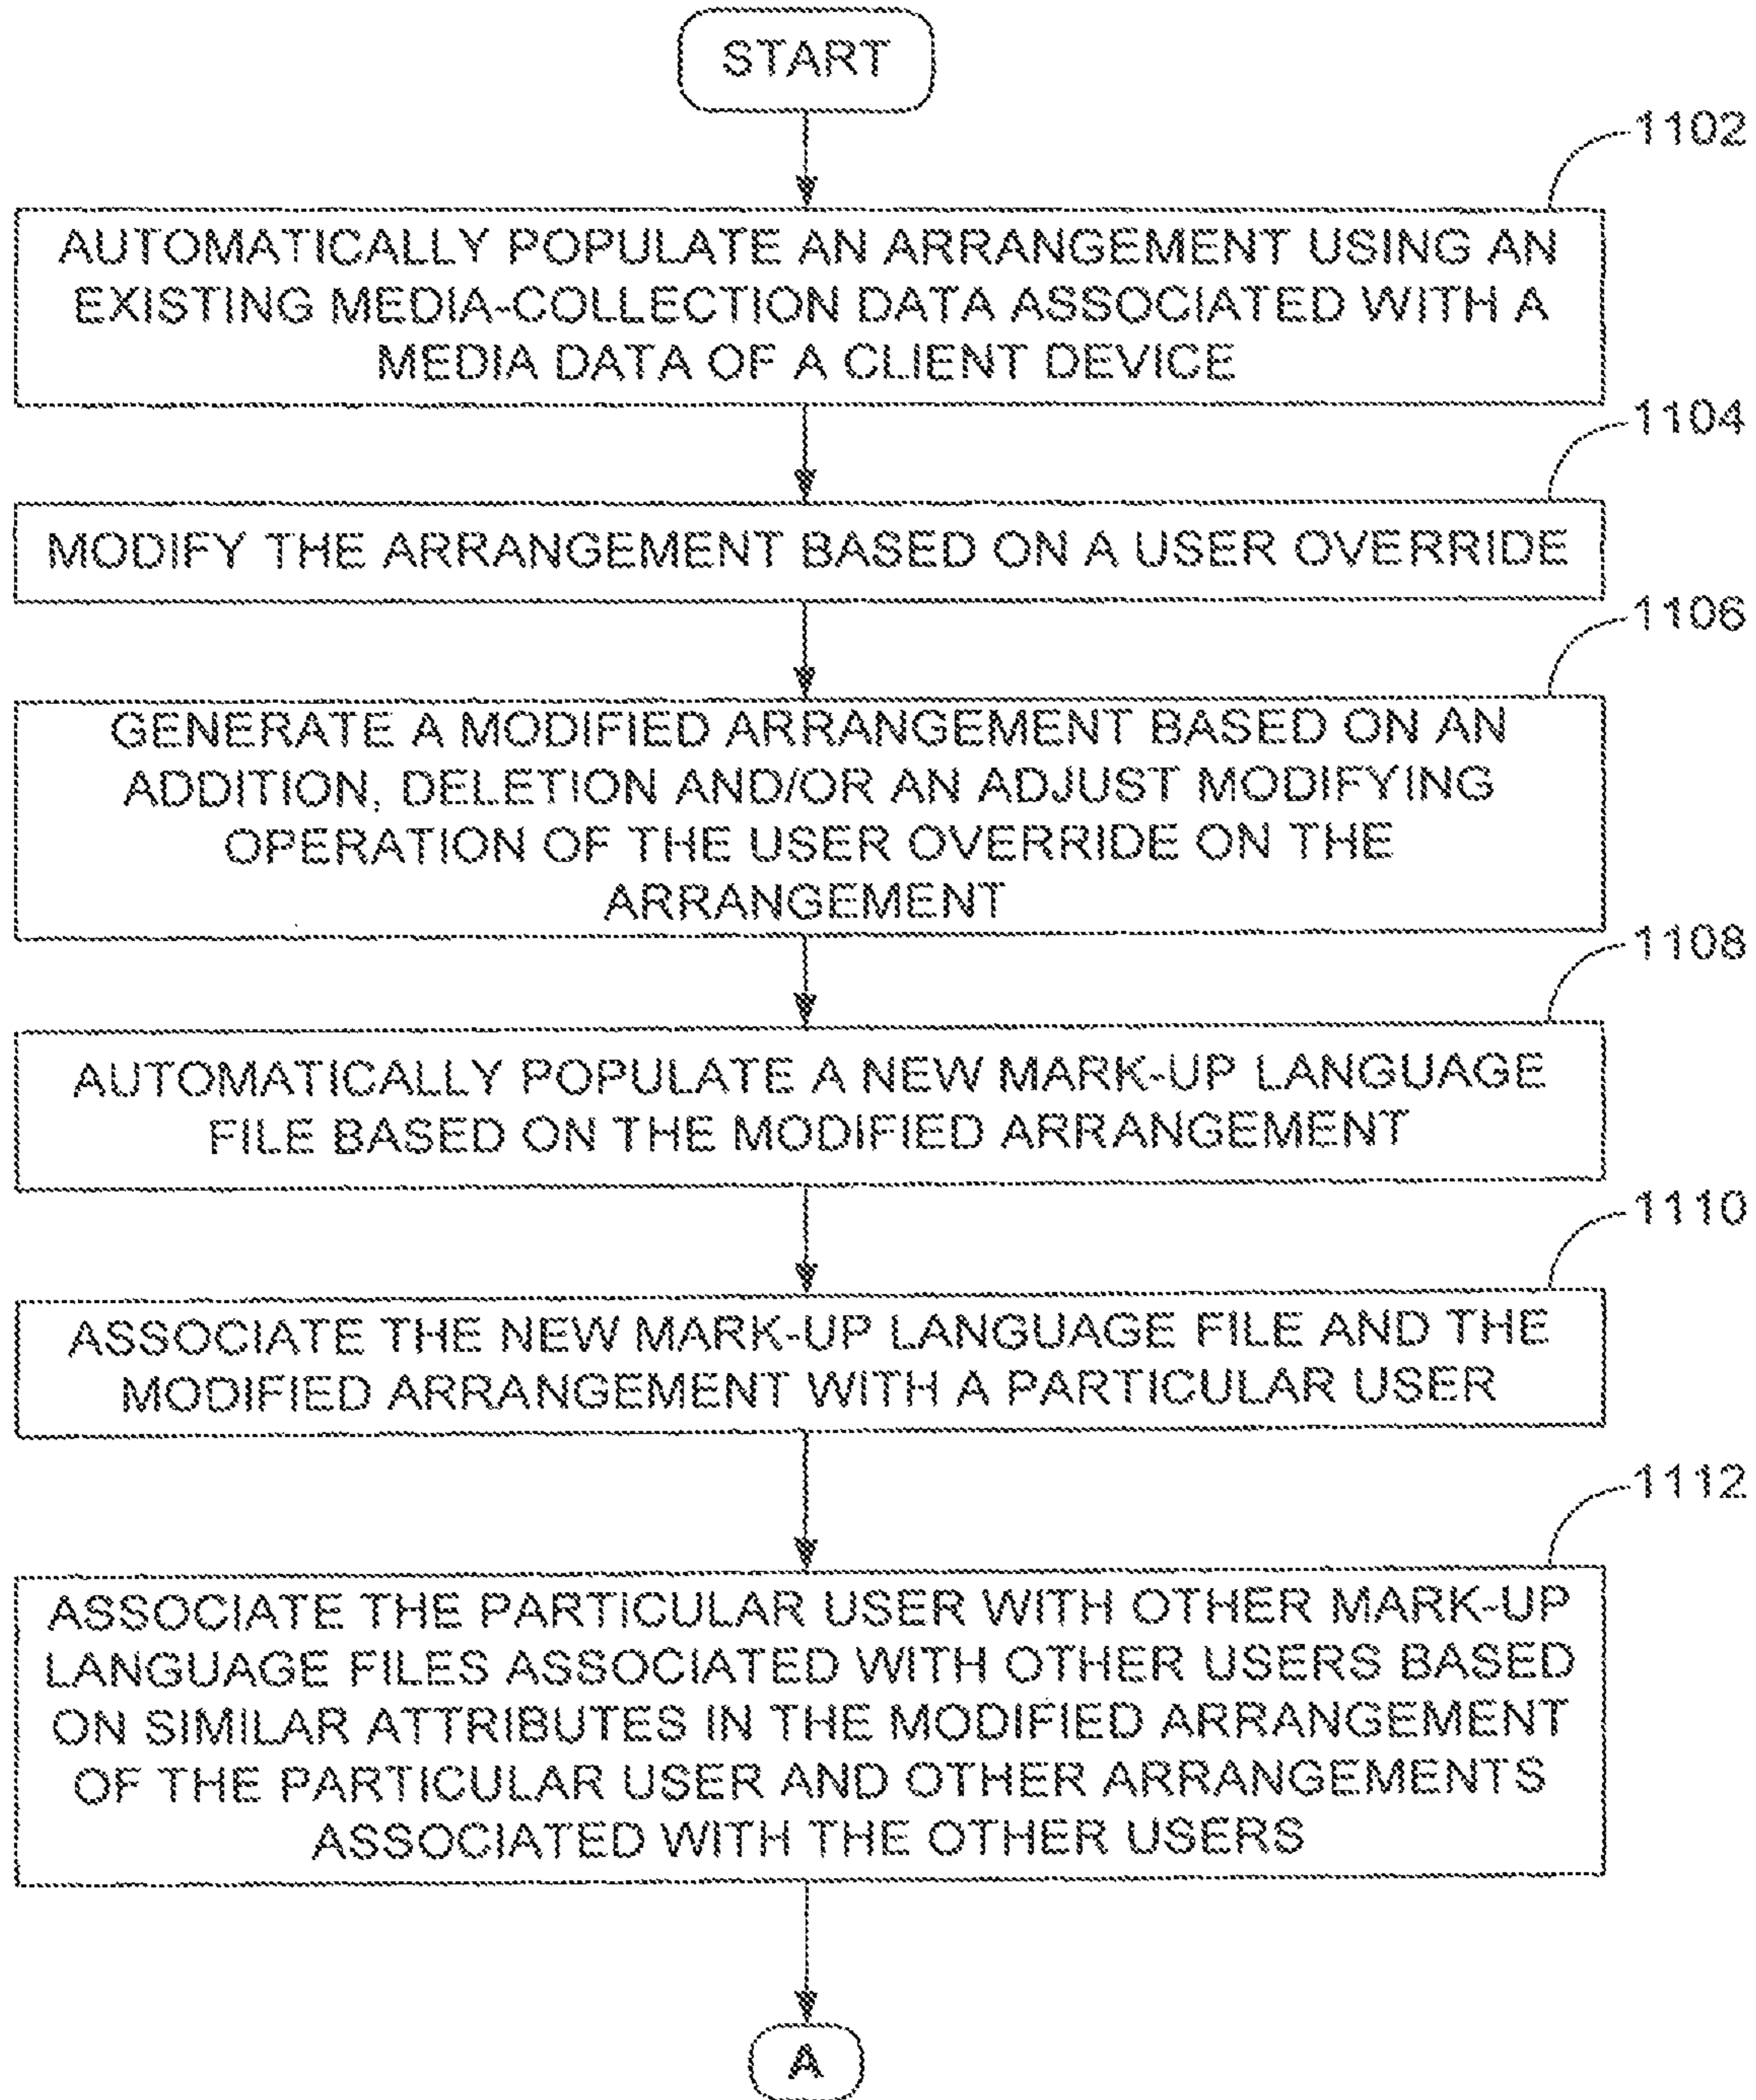 START
1102
AUTOMATICALLY POPULATE AN ARRANGEMENT USING AN
EXISTING MEDIA-COLLECTION DATA ASSOCIATED WITH A
MEDIA DATA OF A CLIENT DEVICE
1104
MODIFY THE ARRANGEMENT BASED ON A USER OVERRIDE
1106
GENERATE A MODIFIED ARRANGEMENT BASED ON AN
ADDITION, DELETION AND/OR AN ADJUST MODIFYING
OPERATION OF THE USER OVERRIDE ON THE
ARRANGEMENT
1108
AUTOMATICALLY POPULATE A NEW MARK-UP LANGUAGE
FILE BASED ON THE MODIFIED ARRANGEMENT
1110
ASSOCIATE THE NEW MARK-UP LANGUAGE FILE AND THE
MODIFIED ARRANGEMENT WITH A PARTICULAR USER
1112
ASSOCIATE THE PARTICULAR USER WITH OTHER MARK-UP
LANGUAGE FILES ASSOCIATED WITH OTHER USERS BASED
ON SIMILAR ATTRIBUTES IN THE MODIFIED ARRANGEMENT
OF THE PARTICULAR USER AND OTHER ARRANGEMENTS
ASSOCIATED WITH THE OTHER USERS
A